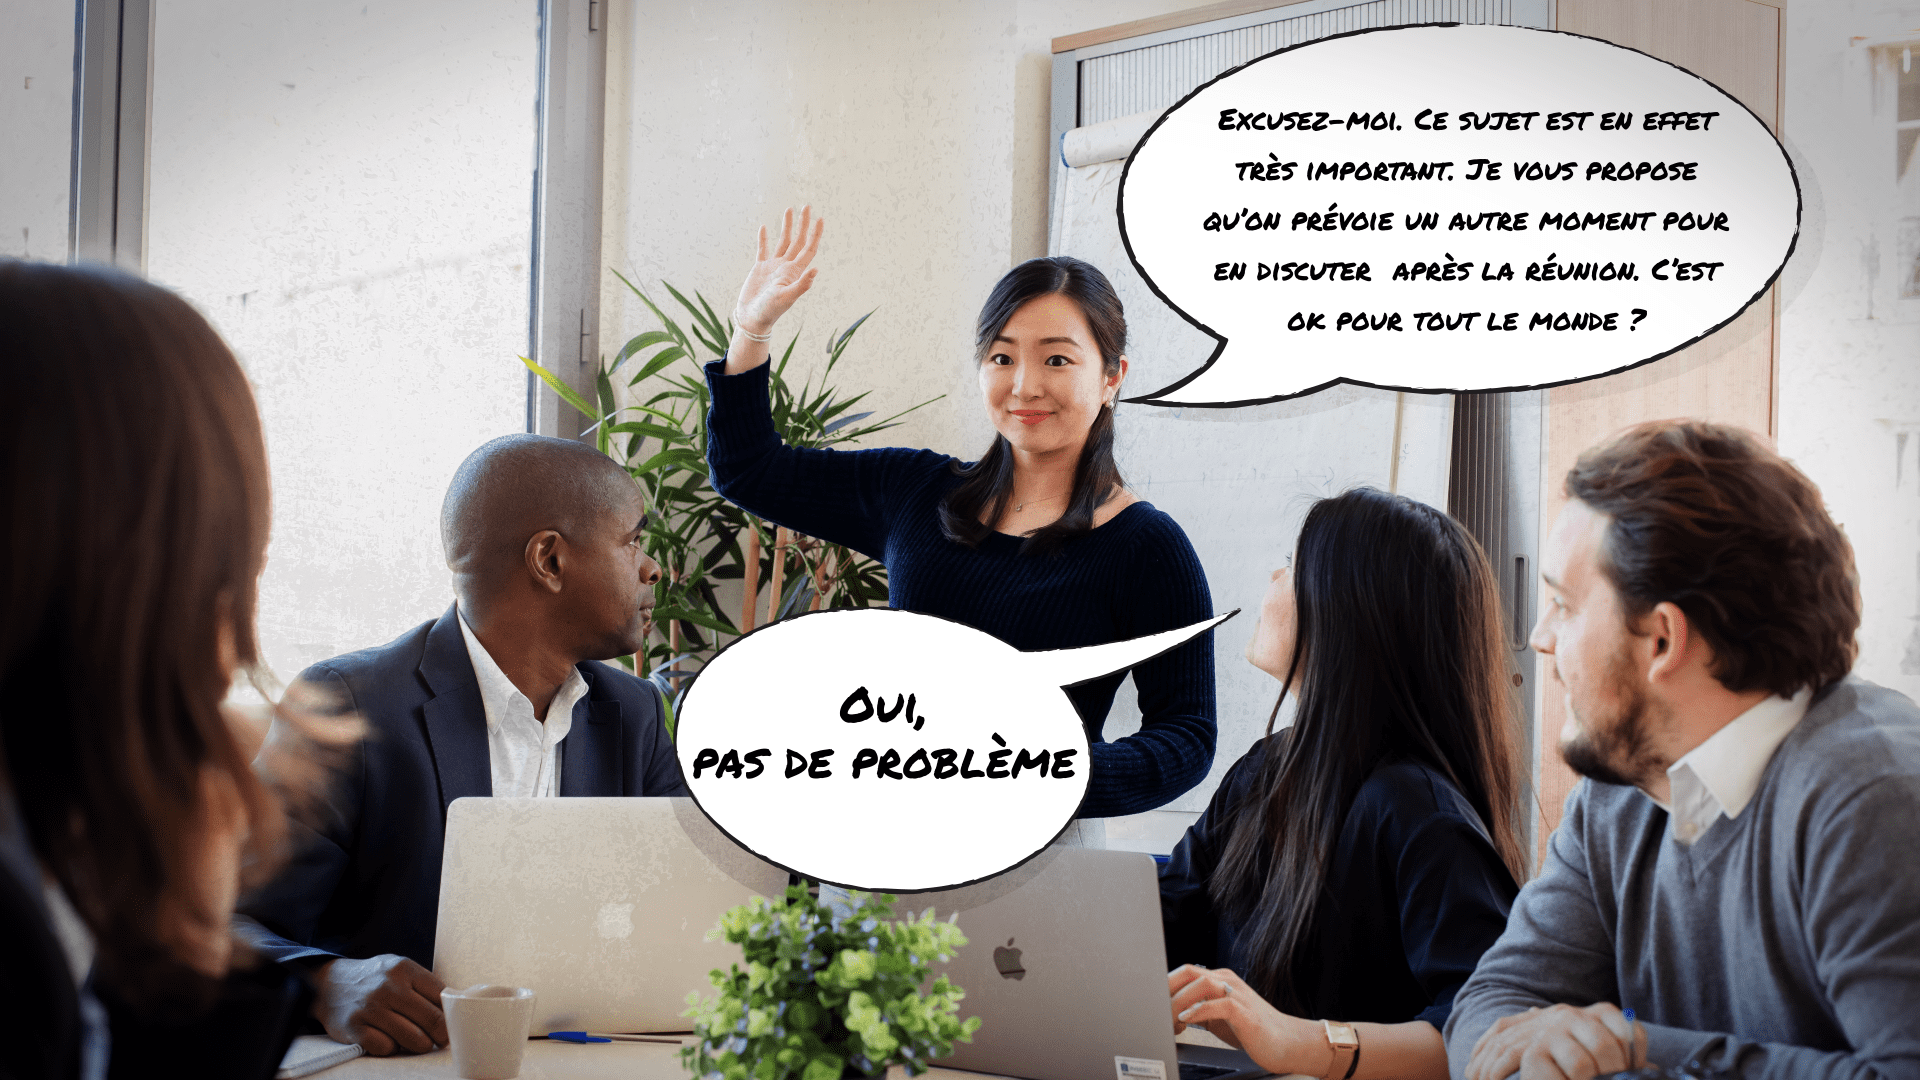 Excusez-moi. Ce sujet est en effet
très important. Je vous propose
qu'on prévoie un autre moment pour
en discuter après la réunion. C'est
ok pour tout le monde ?
Oui,
pas de problème